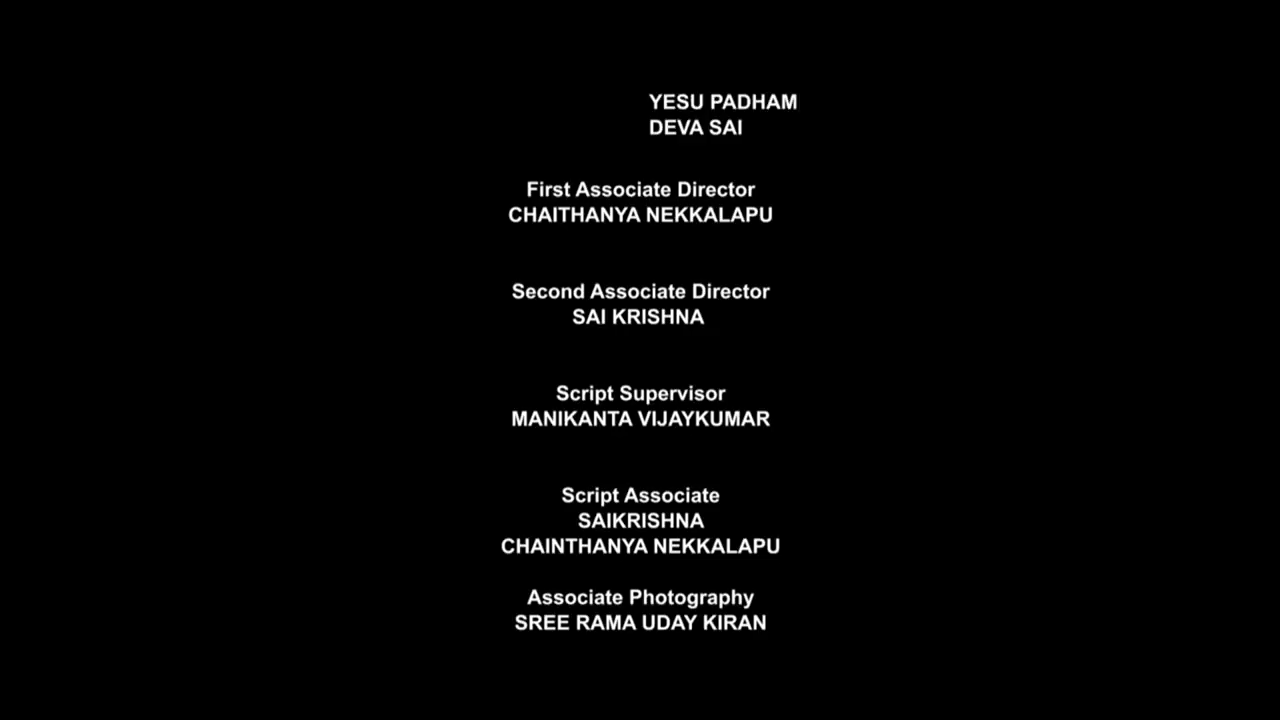 YESU PADHAM
DEVA SAI
First Associate Director
CHAITHANYA NEKKALAPU
Second Associate Director
SAI KRISHNA
Script Supervisor
MANIKANTA VIJAYKUMAR
Script Associate
SAIKRISHNA
CHAINTHANYA NEKKALAPU
Associate Photography
SREE RAMA UDAY KIRAN